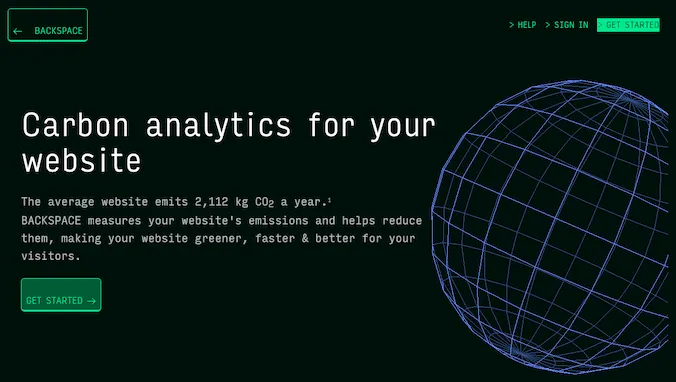 ← BACKSPACE
> HELP > SIGN IN > GET STARTED
Carbon analytics for your
website
The average website emits 2,112 kg CO₂ a year.¹
BACKSPACE measures your website's emissions and helps reduce
them, making your website greener, faster & better for your
visitors.
GET STARTED →